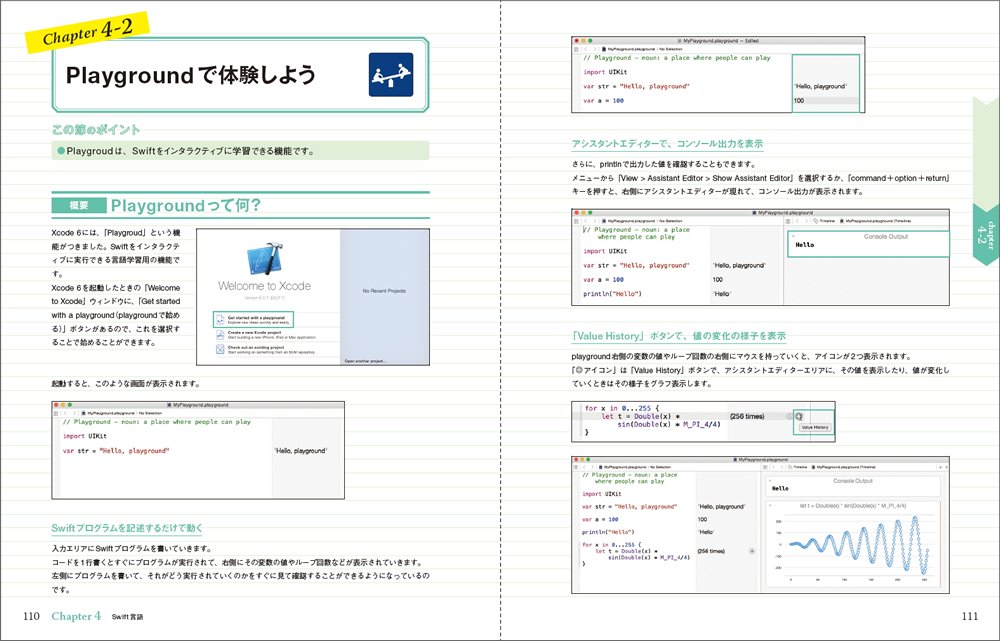 Chapter 4-2
Playgroundで体験しよう
この節のポイント
●Playgroudは、Swiftをインタラクティブに学習できる機能です。
概要 Playgroundって何？
Xcode 6には、「Playgroud」という機
能がつきました。Swiftをインタラクテ
ィブに実行できる言語学習用の機能で
す。
Xcode 6を起動したときの「Welcome
to Xcode」ウィンドウに、「Get started
with a playground（playgroundで始め
る）」ボタンがあるので、これを選択す
ることで始めることができます。
Welcome to Xcode
No Recent Projects
Get started with a playground
Explore new ideas quickly and easily.
Create a new Xcode project
Start building a new iPhone, iPad or Mac application.
Check out an existing project
Start working on something from an SCM repository.
Open another project...
起動すると、このような画面が表示されます。
MyPlayground.playground
MyPlayground.playground › No Selection
// Playground - noun: a place where people can play
import UIKit
var str = "Hello, playground"
"Hello, playground"
Swiftプログラムを記述するだけで動く
入力エリアにSwiftプログラムを書いていきます。
コードを1行書くとすぐにプログラムが実行されて、右側にその変数の値やループ回数などが表示されていきます。
左側にプログラムを書いて、それがどう実行されていくのかをすぐに見て確認することができるようになっているの
です。
110 Chapter 4 Swift言語
MyPlayground.playground — Edited
MyPlayground.playground › No Selection
// Playground - noun: a place where people can play
import UIKit
var str = "Hello, playground"
"Hello, playground"
var a = 100
100
アシスタントエディターで、コンソール出力を表示
さらに、printlnで出力した値を確認することもできます。
メニューから「View > Assistant Editor > Show Assistant Editor」を選択するか、「command＋option＋return」
キーを押すと、右側にアシスタントエディターが現れて、コンソール出力が表示されます。
MyPlayground.playground
MyPlayground.playground › No Selection
Timeline
MyPlayground.playground (Timeline)
// Playground - noun: a place
where people can play
import UIKit
var str = "Hello, playground"
"Hello, playground"
var a = 100
100
println("Hello")
"Hello"
Console Output
Hello
「Value History」ボタンで、値の変化の様子を表示
playground右側の変数の値やループ回数の右側にマウスを持っていくと、アイコンが2つ表示されます。
「◎アイコン」は「Value History」ボタンで、アシスタントエディターエリアに、その値を表示したり、値が変化し
ていくときはその様子をグラフ表示します。
for x in 0...255 {
let t = Double(x) *
sin(Double(x) * M_PI_4/4)
}
(256 times)
Value History
MyPlayground.playground
MyPlayground.playground › No Selection
Timeline
MyPlayground.playground (Timeline)
// Playground - noun: a place
where people can play
import UIKit
var str = "Hello, playground"
"Hello, playground"
var a = 100
100
println("Hello")
"Hello"
for x in 0...255 {
let t = Double(x) *
sin(Double(x) * M_PI_4/4)
}
(256 times)
Console Output
Hello
let t = Double(x) * sin(Double(x) * M_PI_4/4)
200
100
0
-100
-200
0 50 100 150 200 250
chapter
4-2
111